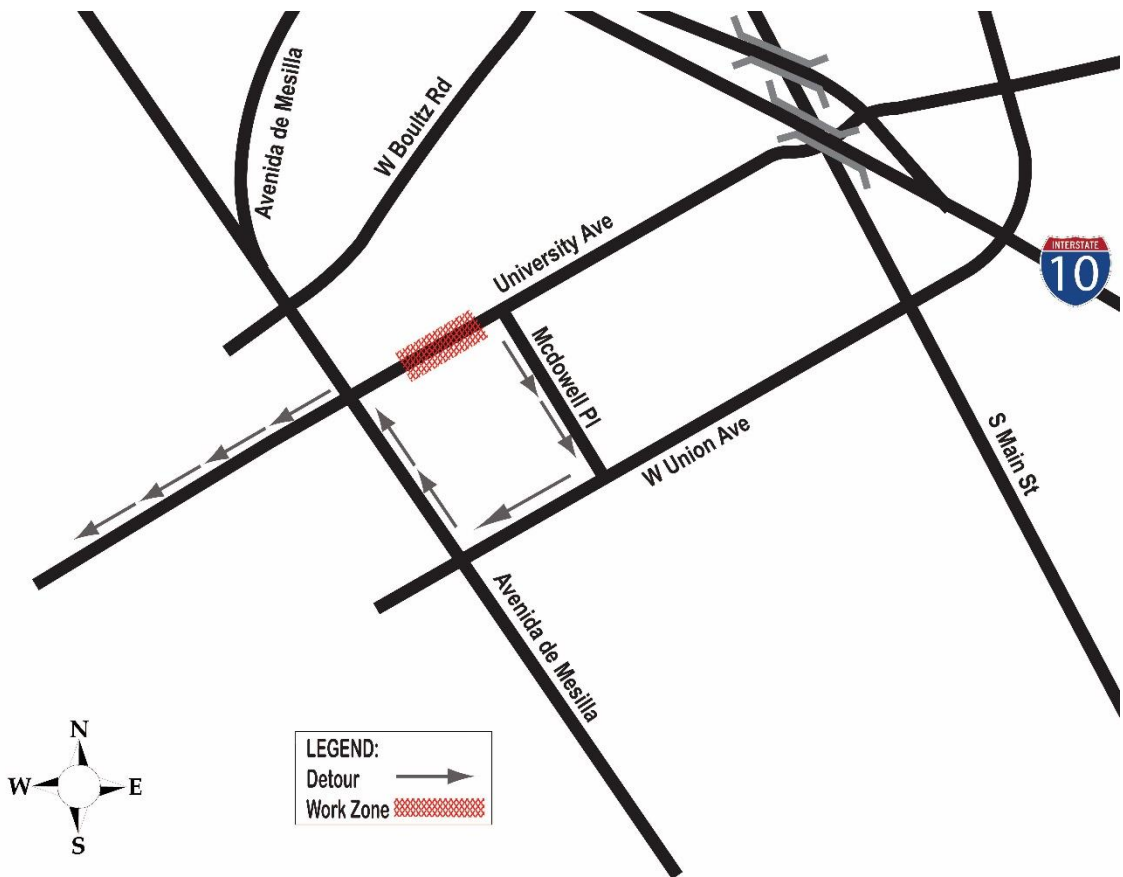 Avenida de Mesilla
W Boultz Rd
University Ave
INTERSTATE
10
Mcdowell Pl
W Union Ave
S Main St
Avenida de Mesilla
N
W E
S
LEGEND:
Detour
Work Zone